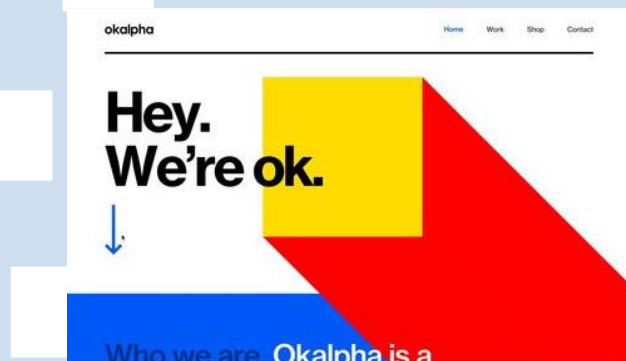 okalpha
Home Work Shop Contact
Hey.
We're ok.
Who we are. Okalpha is a